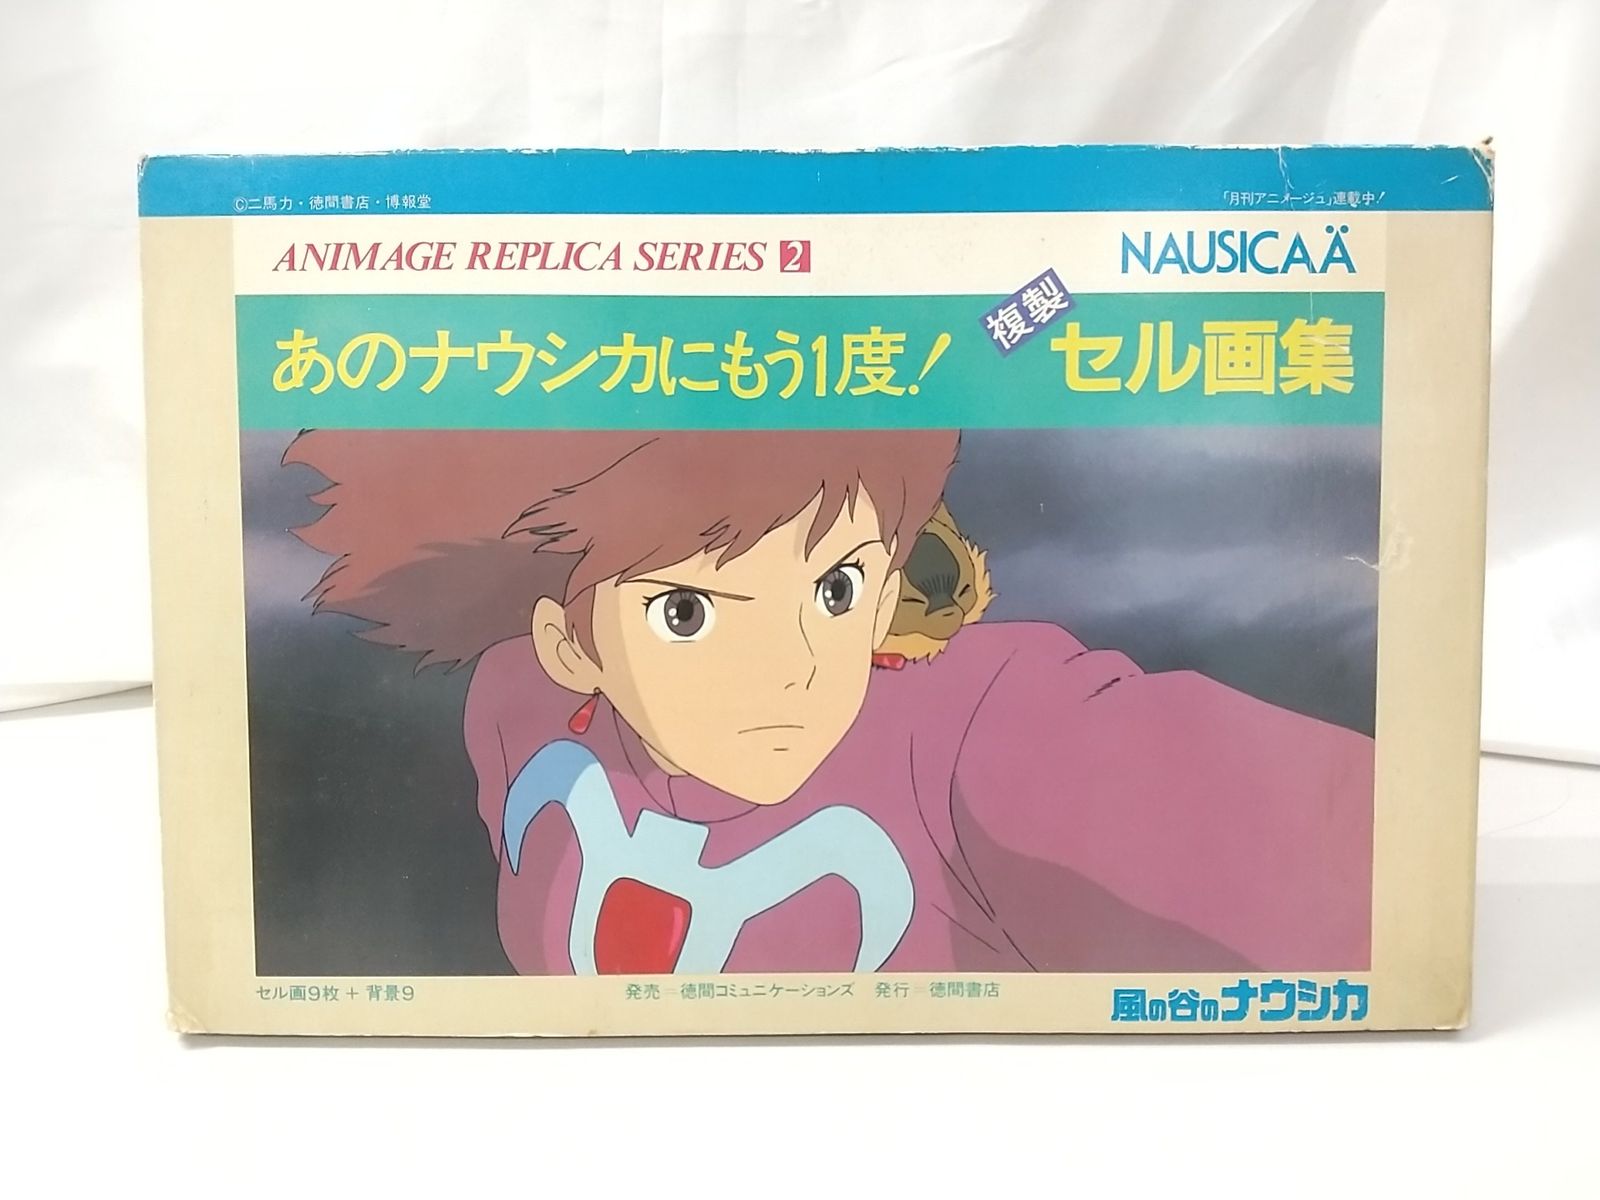 ©二馬力・徳間書店・博報堂
「月刊アニメージュ」連載中!
ANIMAGE REPLICA SERIES 2
NAUSICAÄ
あのナウシカにもう1度!
複製
セル画集
セル画9枚+背景9
発売=徳間コミュニケーションズ 発行=徳間書店
風の谷のナウシカ